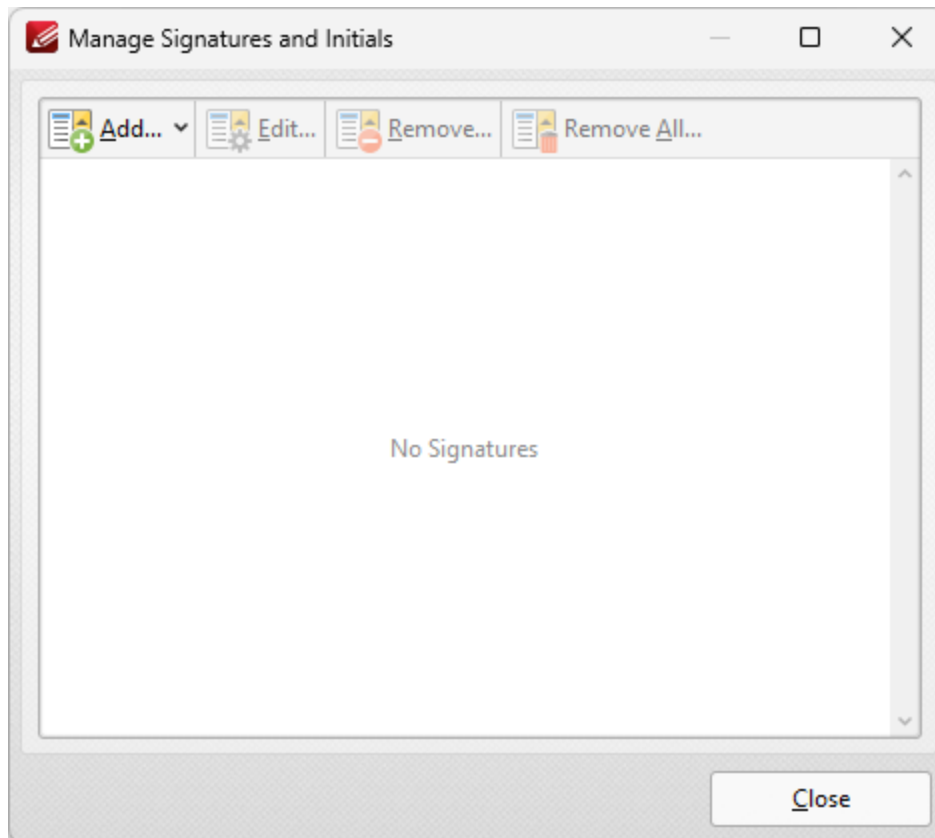 Manage Signatures and Initials
Add... Edit... Remove... Remove All...
No Signatures
Close